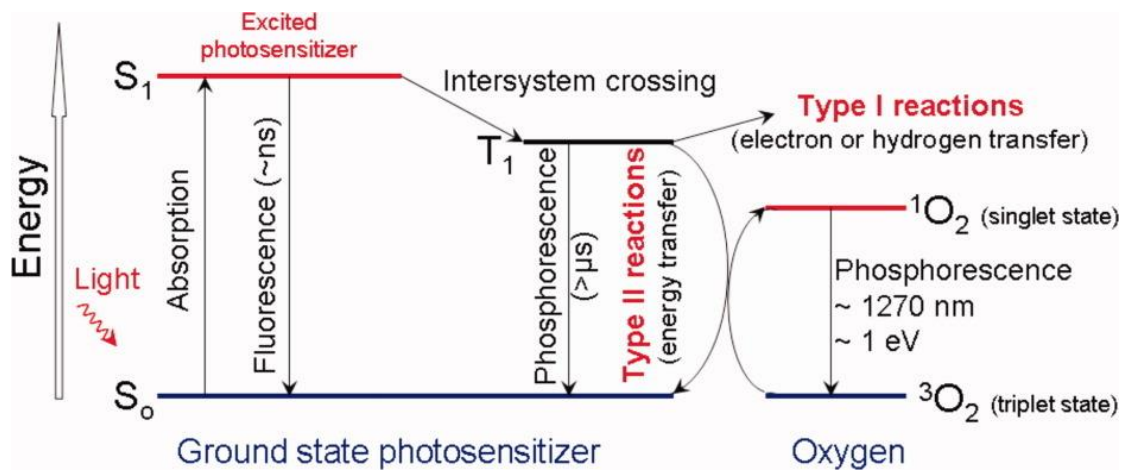 Excited
photosensitizer
S₁
Intersystem crossing
Type I reactions
(electron or hydrogen transfer)
T₁
Energy
Light
Absorption
Fluorescence (~ns)
Phosphorescence
(>µs)
Type II reactions
(energy transfer)
¹O₂ (singlet state)
Phosphorescence
~ 1270 nm
~ 1 eV
Sₒ
³O₂ (triplet state)
Ground state photosensitizer
Oxygen